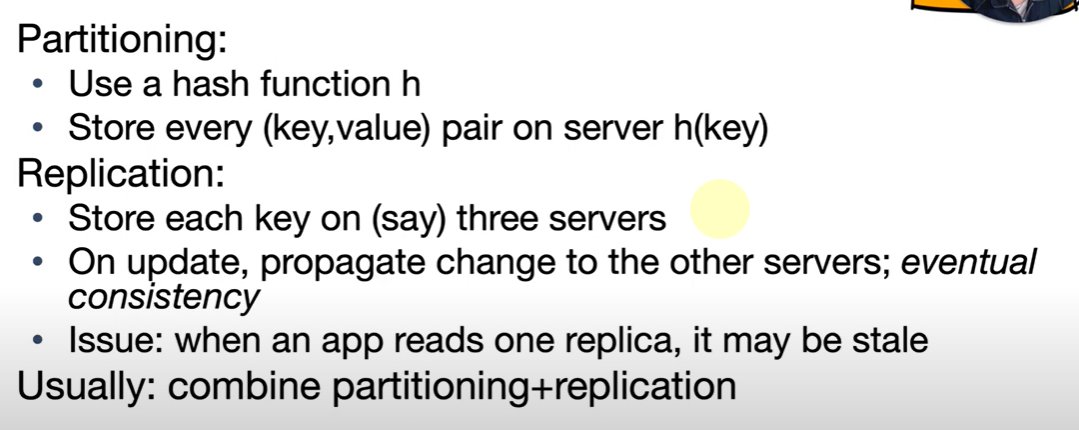 Partitioning:
• Use a hash function h
• Store every (key,value) pair on server h(key)
Replication:
• Store each key on (say) three servers
• On update, propagate change to the other servers; eventual
consistency
• Issue: when an app reads one replica, it may be stale
Usually: combine partitioning+replication